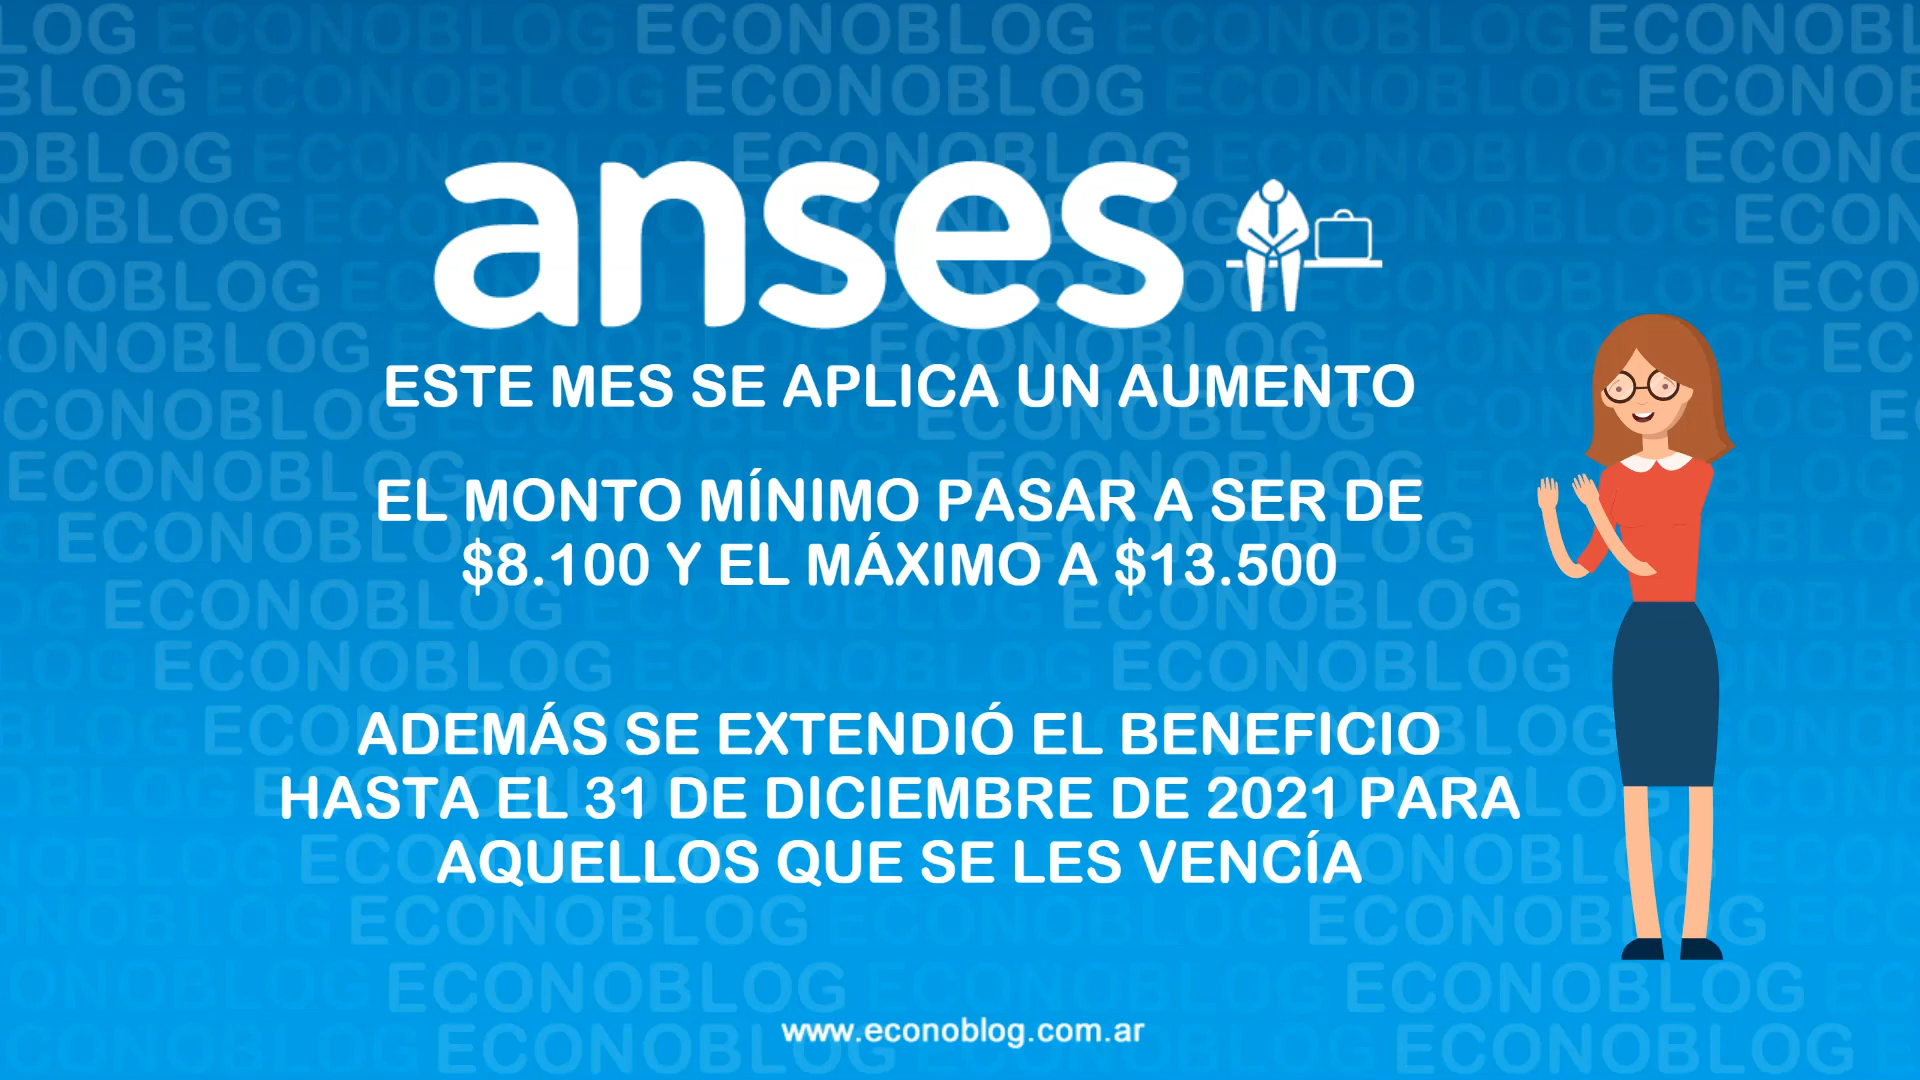 anses
ESTE MES SE APLICA UN AUMENTO
EL MONTO MÍNIMO PASAR A SER DE
$8.100 Y EL MÁXIMO A $13.500
ADEMÁS SE EXTENDIÓ EL BENEFICIO
HASTA EL 31 DE DICIEMBRE DE 2021 PARA
AQUELLOS QUE SE LES VENCÍA
www.econoblog.com.ar
ECONOBLOG